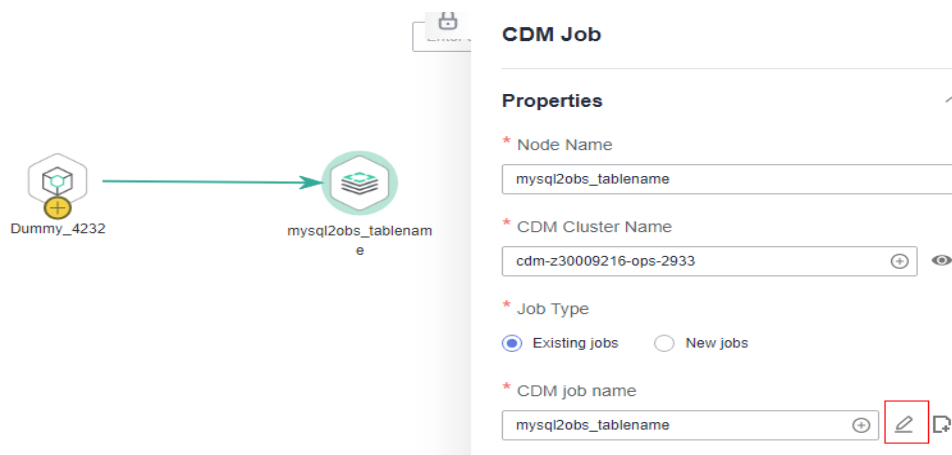 CDM Job
Properties
* Node Name
mysql2obs_tablename
* CDM Cluster Name
cdm-z30009216-ops-2933
* Job Type
Existing jobs
New jobs
* CDM job name
mysql2obs_tablename
Dummy_4232
mysql2obs_tablenam
e